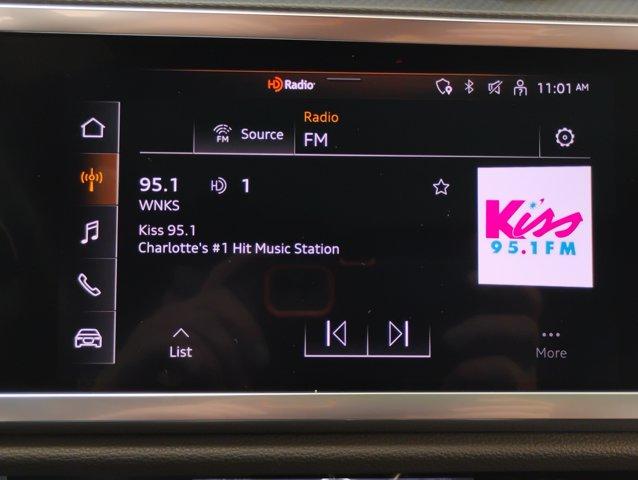 HD Radio
11:01 AM
FM
Source
Radio
FM
95.1
HD 1
WNKS
Kiss 95.1
Charlotte's #1 Hit Music Station
Kiss
95.1 FM
List
More